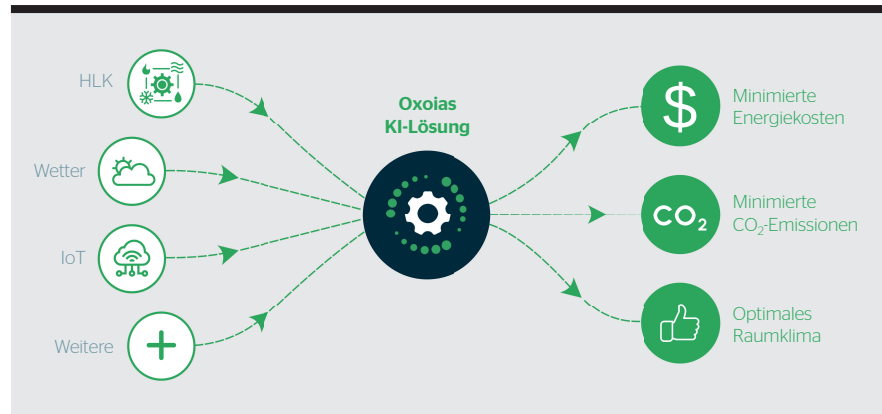 HLK
Wetter
IoT
Weitere
Oxoias
KI-Lösung
$
Minimierte
Energiekosten
CO₂
Minimierte
CO₂-Emissionen
Optimales
Raumklima